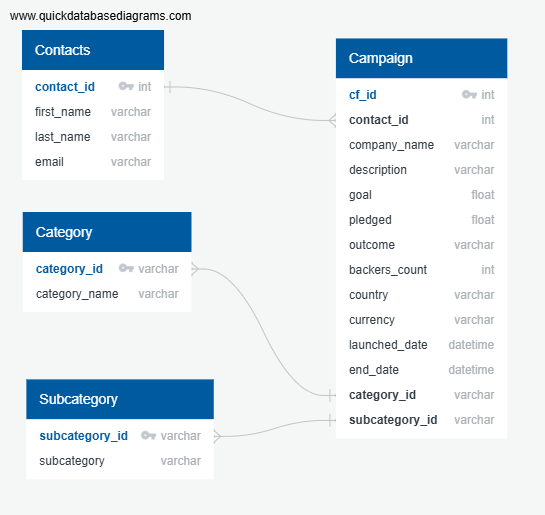 www.quickdatabasediagrams.com
Contacts
contact_id int
first_name varchar
last_name varchar
email varchar
Category
category_id varchar
category_name varchar
Subcategory
subcategory_id varchar
subcategory varchar
Campaign
cf_id int
contact_id int
company_name varchar
description varchar
goal float
pledged float
outcome varchar
backers_count int
country varchar
currency varchar
launched_date datetime
end_date datetime
category_id varchar
subcategory_id varchar